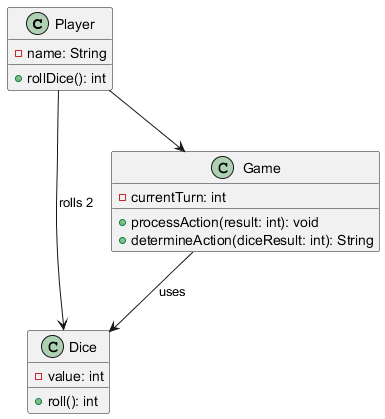 C Player
name: String
rollDice(): int
C Game
currentTurn: int
processAction(result: int): void
determineAction(diceResult: int): String
rolls 2
uses
C Dice
value: int
roll(): int